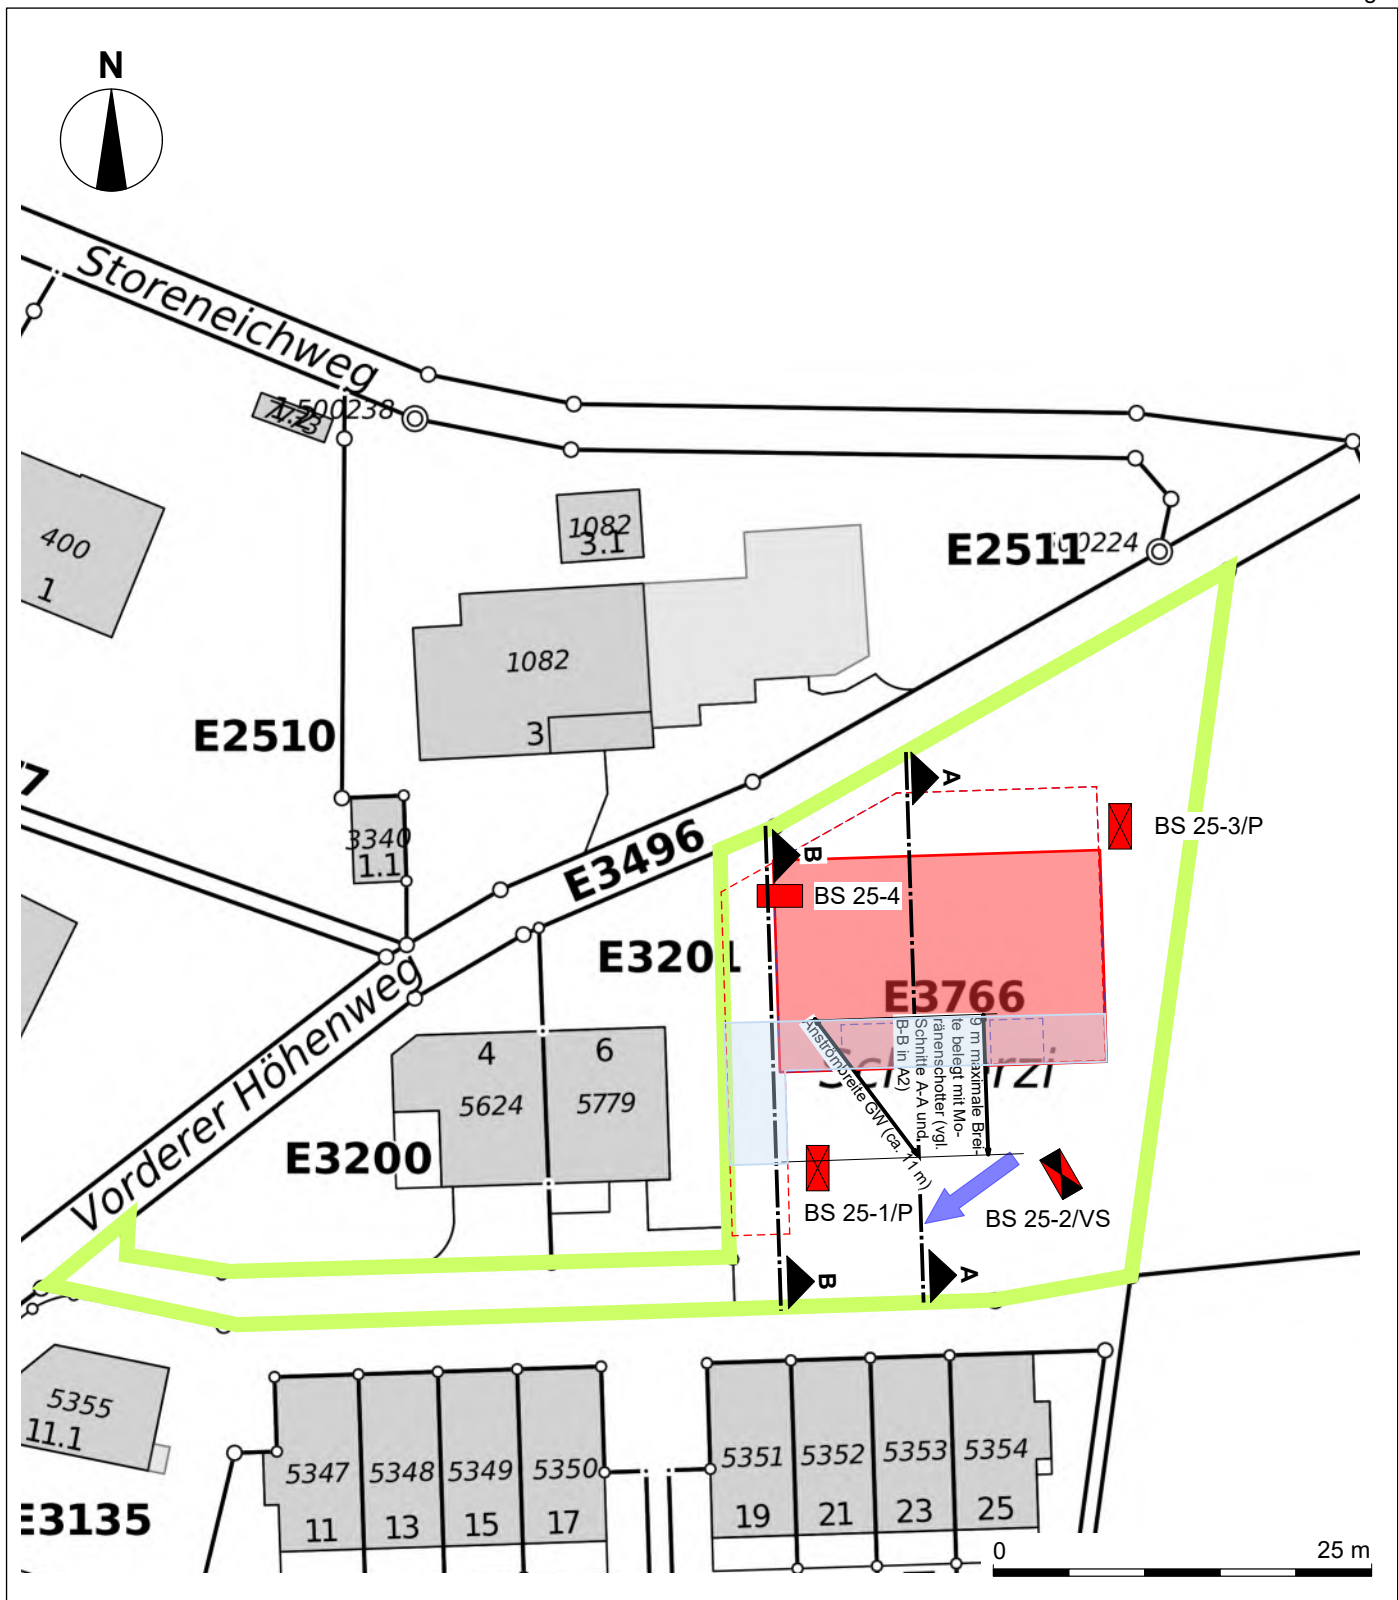 N
Storeneichweg
500238
400
1
1082
3.1
E2511
1082
3
E2510
7
3340
1.1
E3496
A
B
BS 25-3/P
BS 25-4
E3201
E3766
Vorderer Höhenweg
4
6
5624
5779
E3200
Anströmbreite GW (ca. 11 m)
9 m maximale Brei-
te belegt mit Mo-
ränenschotter (vgl.
Schnitte A-A und
B-B in A2)
BS 25-1/P
BS 25-2/VS
B
A
5355
11.1
E3135
5347
5348
5349
5350
11
13
15
17
5351
5352
5353
5354
19
21
23
25
0
25 m